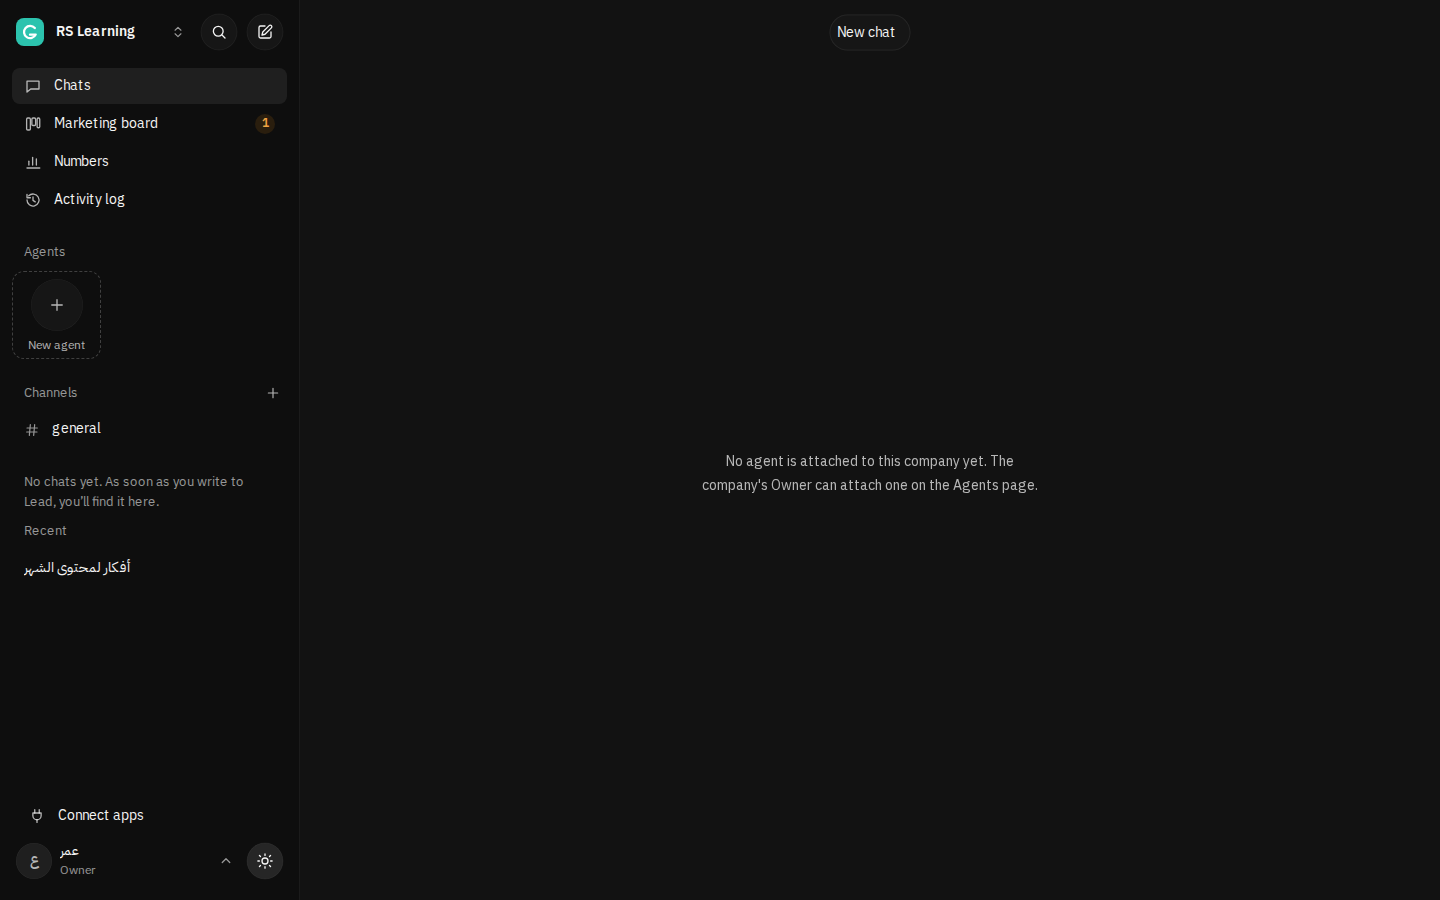 RS Learning
New chat
Chats
Marketing board
1
Numbers
Activity log
Agents
New agent
Channels
general
No chats yet. As soon as you write to
Lead, you'll find it here.
Recent
أفكار لمحتوى الشهر
No agent is attached to this company yet. The
company's Owner can attach one on the Agents page.
Connect apps
ع
عمر
Owner